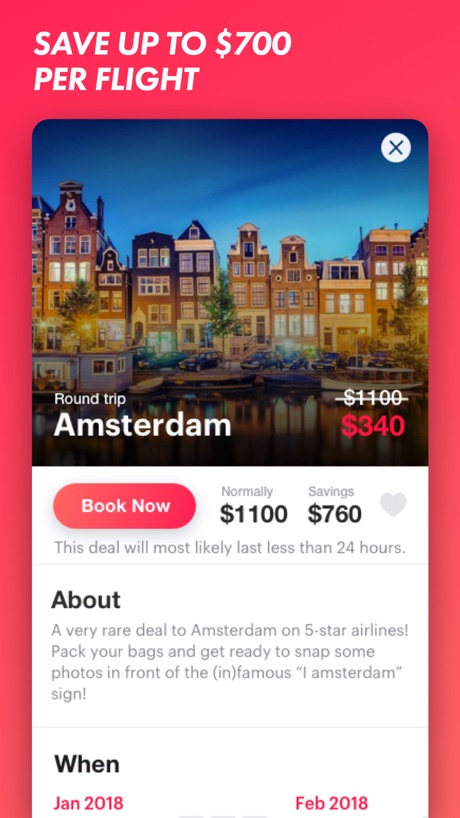 SAVE UP TO $700
PER FLIGHT
Round trip
Amsterdam
$1100
$340
Book Now
Normally
$1100
Savings
$760
This deal will most likely last less than 24 hours.
About
A very rare deal to Amsterdam on 5-star airlines!
Pack your bags and get ready to snap some
photos in front of the (in)famous “I amsterdam”
sign!
When
Jan 2018
Feb 2018